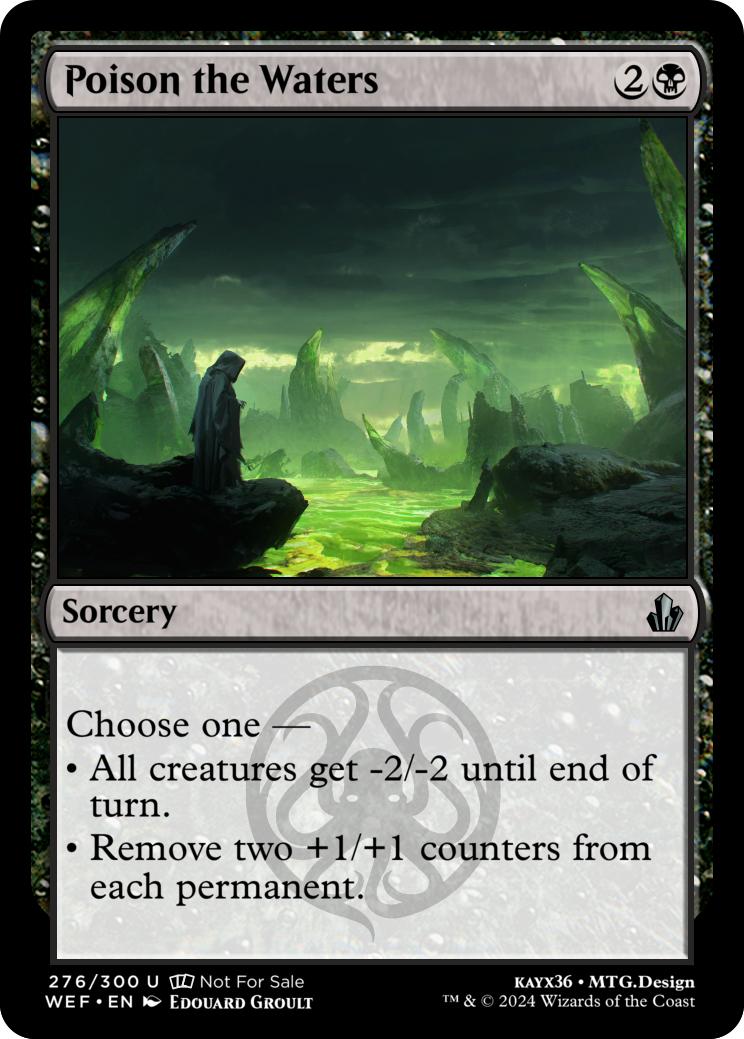 Poison the Waters 2
Sorcery
Choose one —
• All creatures get -2/-2 until end of
turn.
• Remove two +1/+1 counters from
each permanent.
276/300 U Not For Sale
KAYX36 • MTG.Design
WEF • EN EDOUARD GROULT
™ & © 2024 Wizards of the Coast